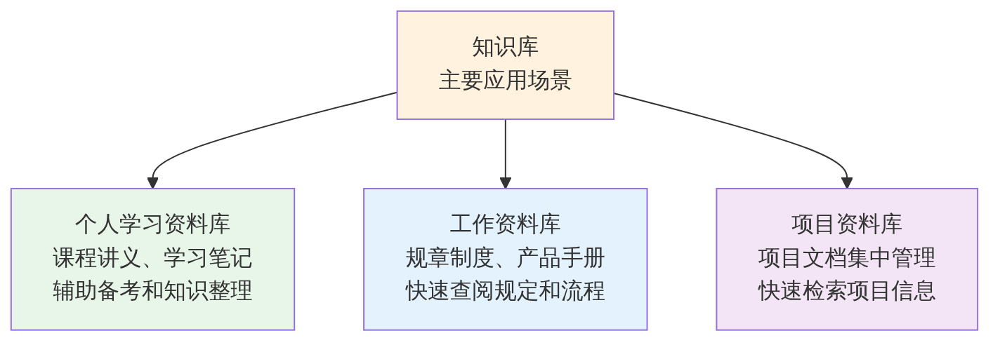 知识库
主要应用场景
个人学习资料库
课程讲义、学习笔记
辅助备考和知识整理
工作资料库
规章制度、产品手册
快速查阅规定和流程
项目资料库
项目文档集中管理
快速检索项目信息